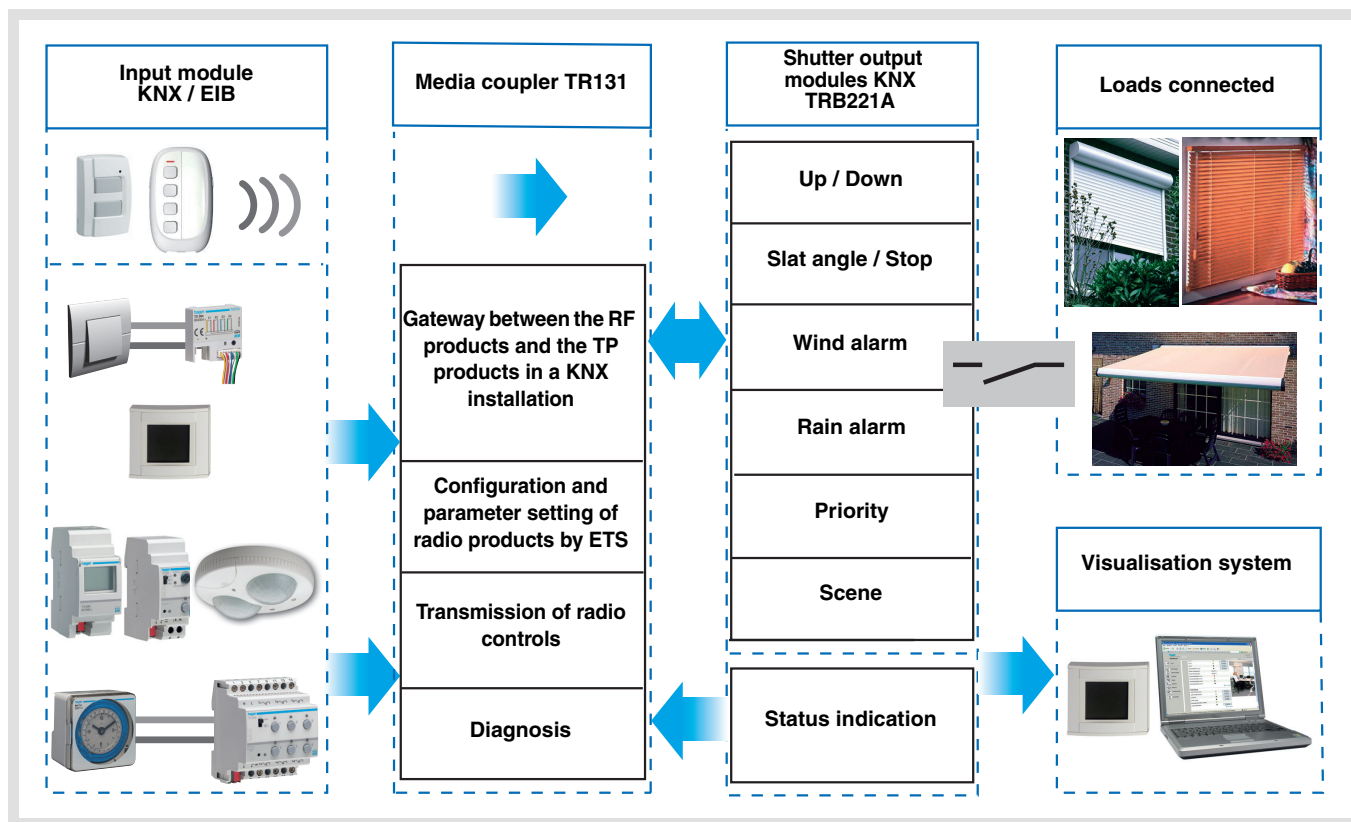 Input module
KNX / EIB
Media coupler TR131
Shutter output
modules KNX
TRB221A
Loads connected
Up / Down
Slat angle / Stop
Gateway between the RF
products and the TP
products in a KNX
installation
Wind alarm
Rain alarm
Configuration and
parameter setting of
radio products by ETS
Priority
Scene
Visualisation system
Transmission of radio
controls
Diagnosis
Status indication